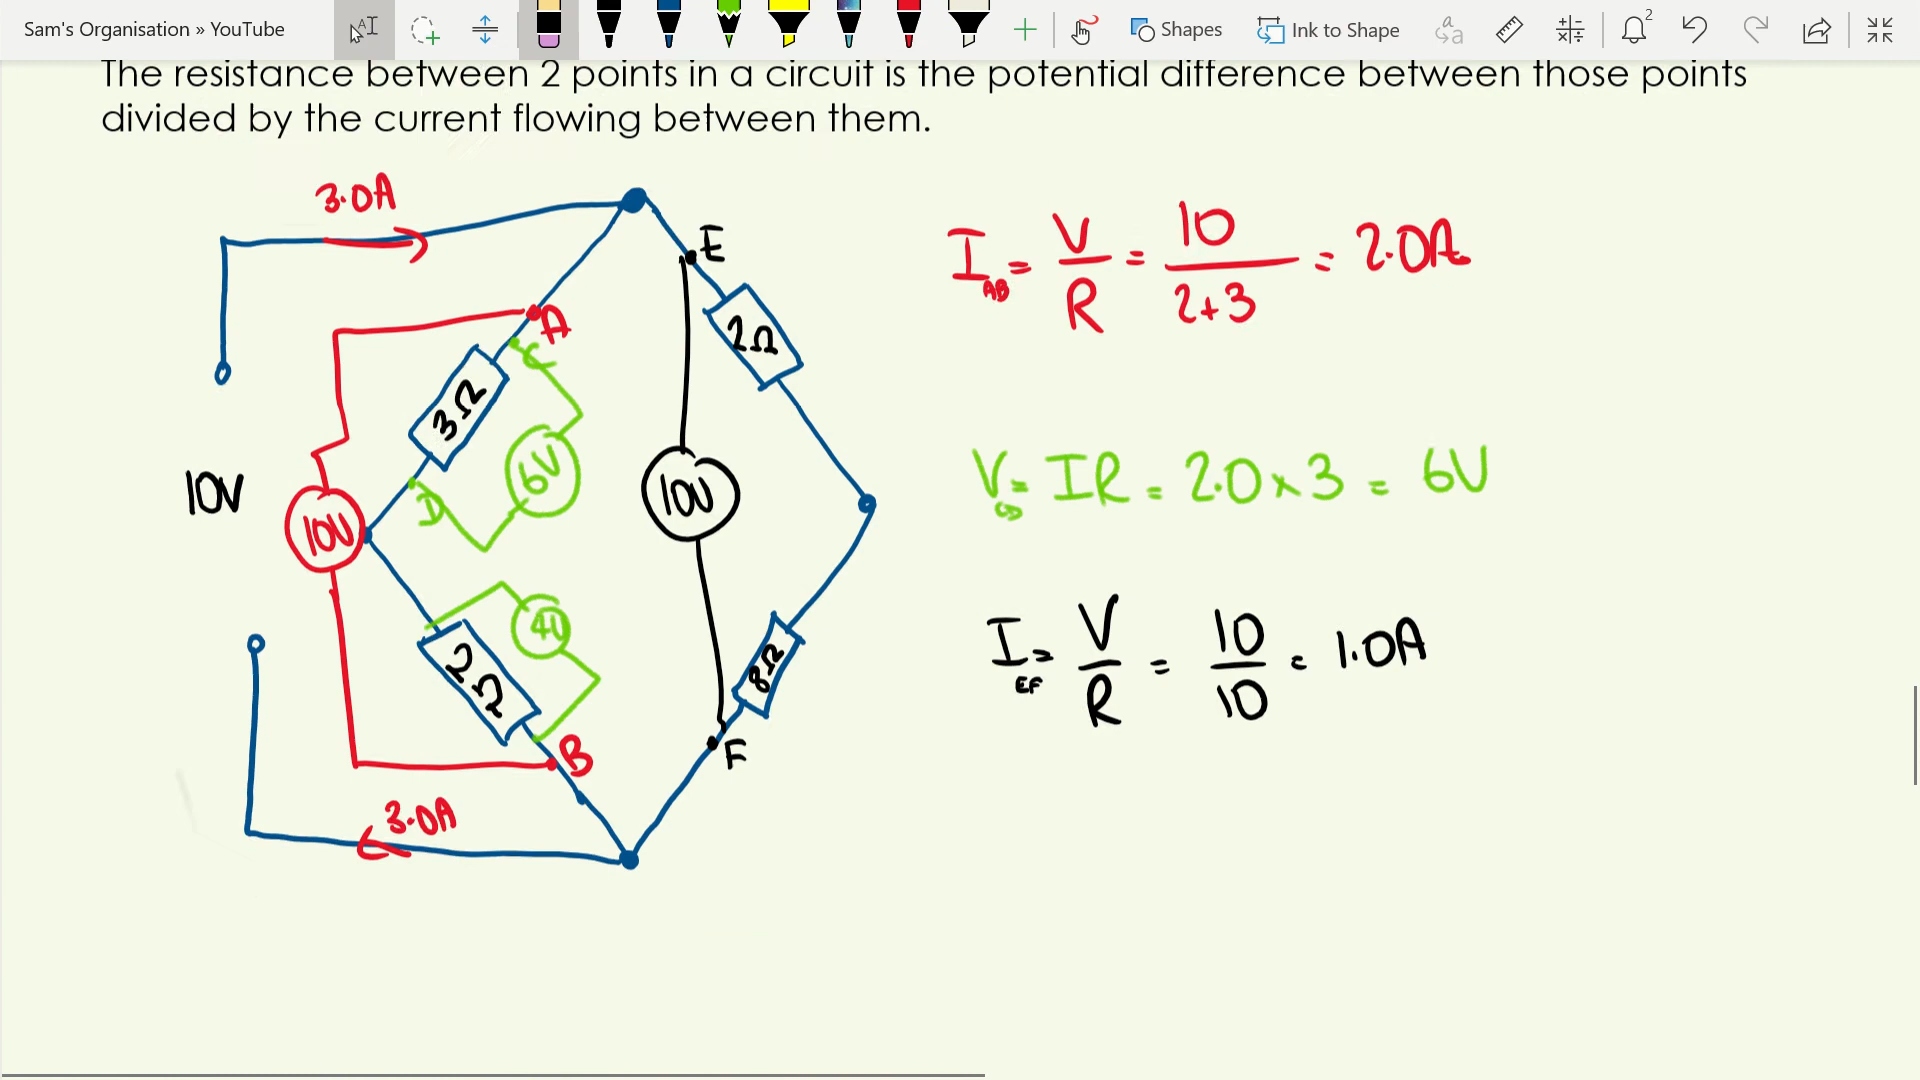 Sam's Organisation » YouTube
2
Shapes
Ink to Shape
The resistance between 2 points in a circuit is the potential difference between those points
divided by the current flowing between them.
3.0A
E
A
2Ω
C
3Ω
6V
D
10V
10V
10V
4V
2Ω
8Ω
B
F
3.0A
I_AB = V/R = 10/(2+3) = 2.0A
V_CD = IR = 2.0 × 3 = 6V
I_EF = V/R = 10/10 = 1.0A